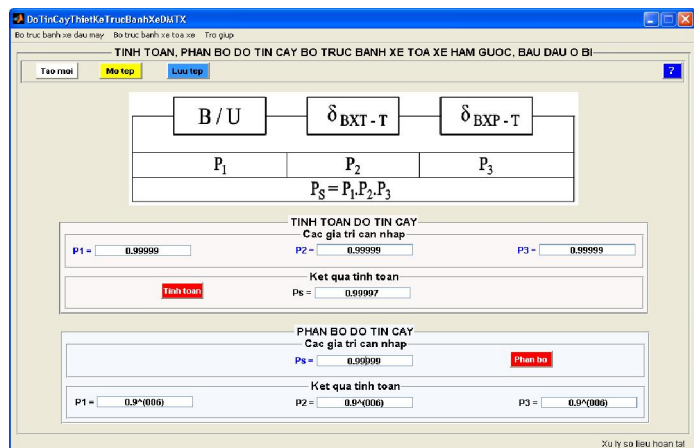 DoTinCayThietKeTrucBanhXeDMTX
Bo truc banh xe dau may Bo truc banh xe toa xe Tro giup
TINH TOAN, PHAN BO DO TIN CAY BO TRUC BANH XE TOA XE HAM GUOC, BAU DAU O BI
Tao moi Mo tep Luu tep ?
B / U δBXT - T δBXP - T
P1 P2 P3
PS = P1.P2.P3
TINH TOAN DO TIN CAY
Cac gia tri can nhap
P1 = 0.99999 P2 = 0.99999 P3 = 0.99999
Ket qua tinh toan
Tinh toan Ps = 0.99997
PHAN BO DO TIN CAY
Cac gia tri can nhap
Ps = 0.99999 Phan bo
Ket qua tinh toan
P1 = 0.9^(006) P2 = 0.9^(006) P3 = 0.9^(006)
Xu ly so lieu hoan tat